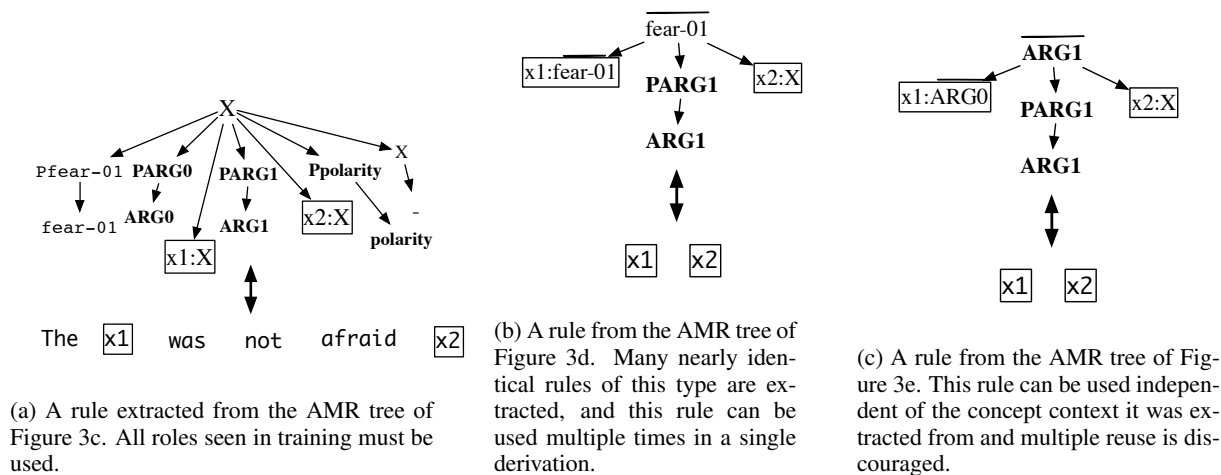 X
Pfear-01 PARG0 PARG1 Ppolarity X
fear-01 ARG0 ARG1 x2:X polarity -
x1:X
The x1 was not afraid x2
(a) A rule extracted from the AMR tree of
Figure 3c. All roles seen in training must be
used.
fear-01
x1:fear-01 PARG1 x2:X
ARG1
x1 x2
(b) A rule from the AMR tree of
Figure 3d. Many nearly iden-
tical rules of this type are ex-
tracted, and this rule can be
used multiple times in a single
derivation.
ARG1
x1:ARG0 PARG1 x2:X
ARG1
x1 x2
(c) A rule from the AMR tree of Fig-
ure 3e. This rule can be used indepen-
dent of the concept context it was ex-
tracted from and multiple reuse is dis-
couraged.